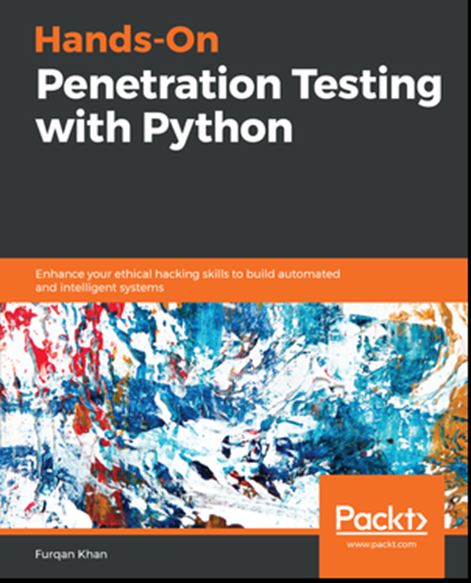 Hands-On
Penetration Testing
with Python
Enhance your ethical hacking skills to build automated
and intelligent systems
Packt>
www.packt.com
Furqan Khan